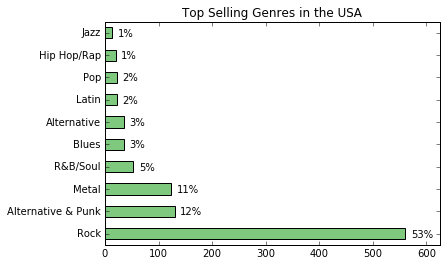 Top Selling Genres in the USA
Jazz 1%
Hip Hop/Rap 1%
Pop 2%
Latin 2%
Alternative 3%
Blues 3%
R&B/Soul 5%
Metal 11%
Alternative & Punk 12%
Rock 53%
0 100 200 300 400 500 600